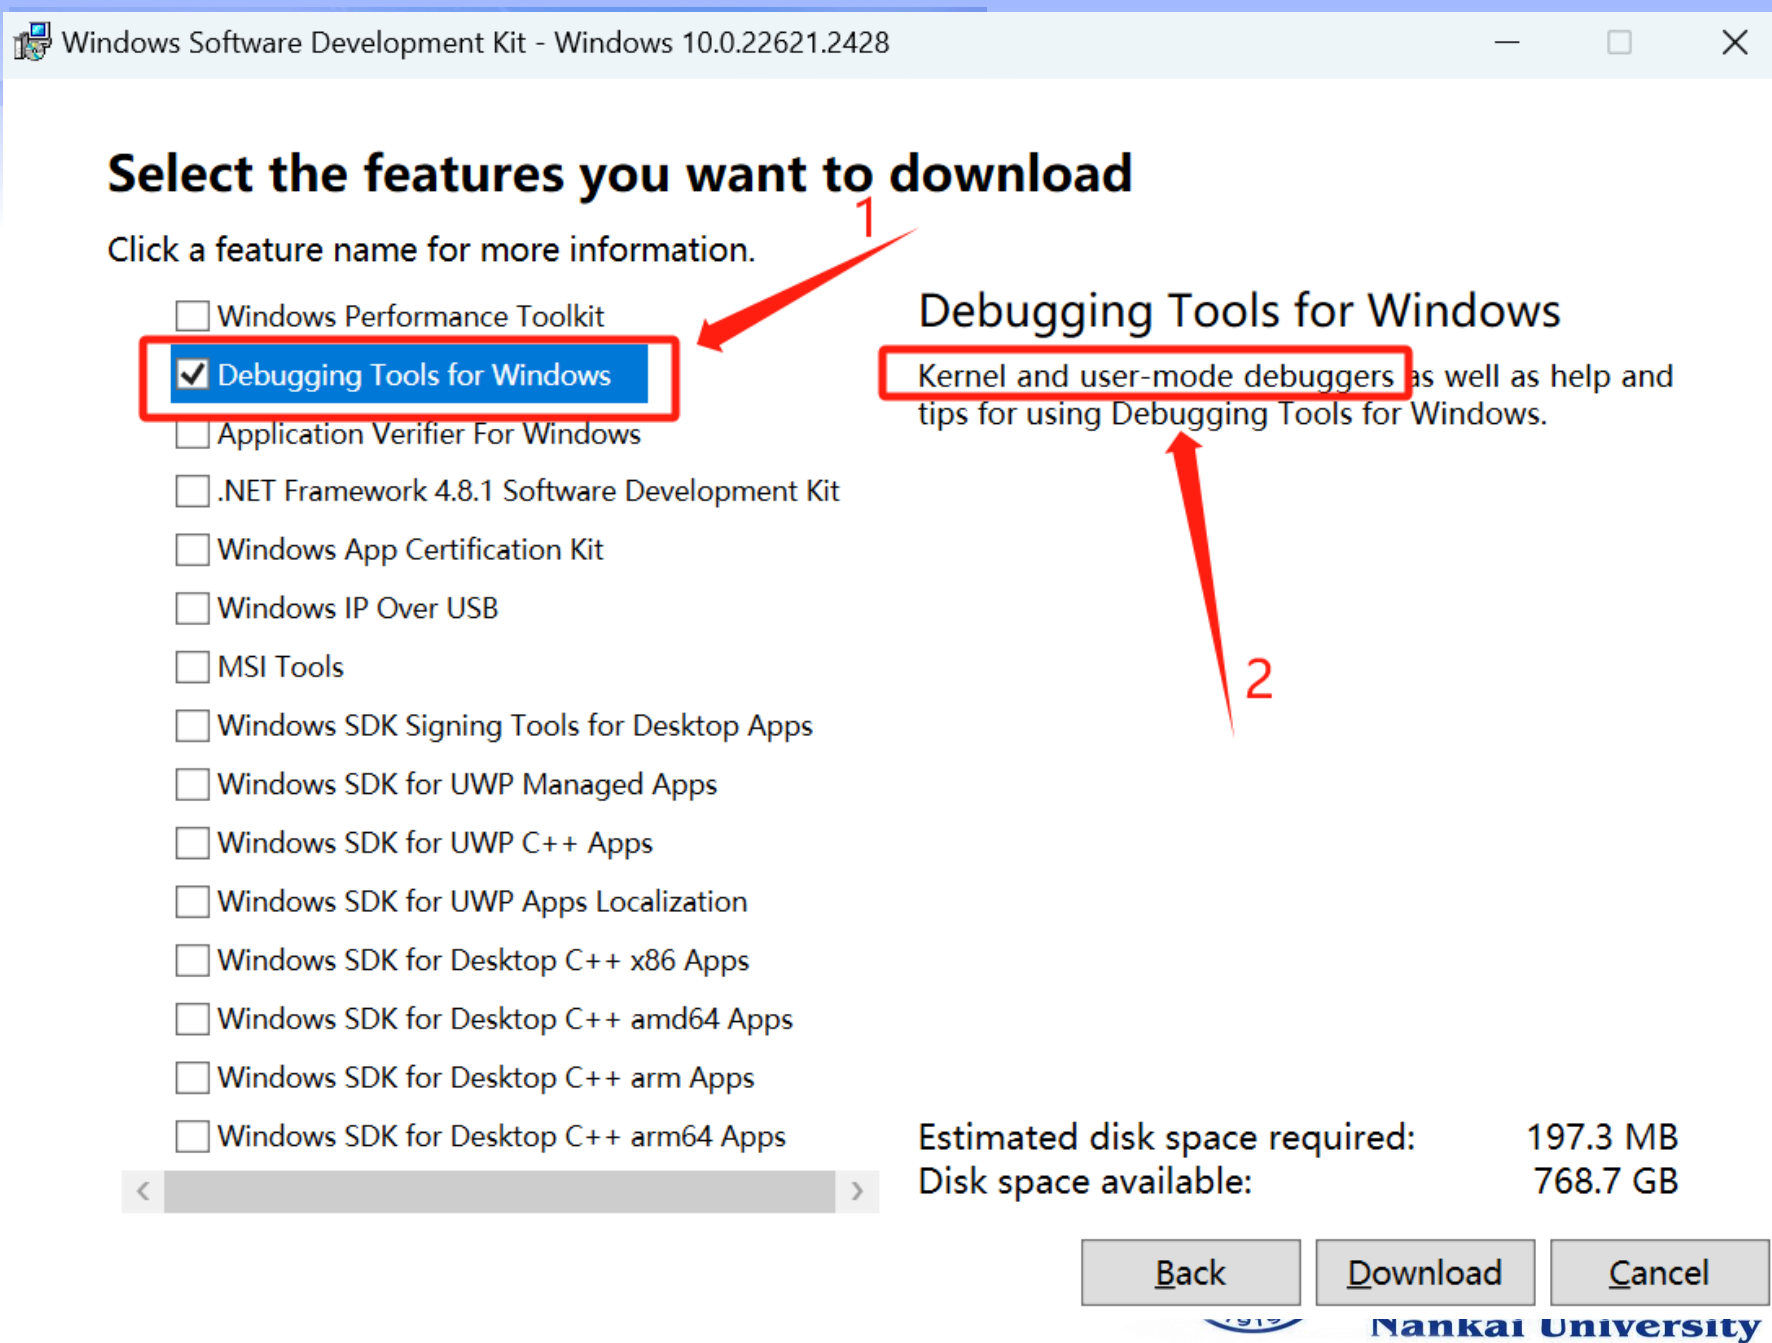 Windows Software Development Kit - Windows 10.0.22621.2428
Select the features you want to download
1
Click a feature name for more information.
Windows Performance Toolkit
Debugging Tools for Windows
Application Verifier For Windows
.NET Framework 4.8.1 Software Development Kit
Windows App Certification Kit
Windows IP Over USB
MSI Tools
Windows SDK Signing Tools for Desktop Apps
Windows SDK for UWP Managed Apps
Windows SDK for UWP C++ Apps
Windows SDK for UWP Apps Localization
Windows SDK for Desktop C++ x86 Apps
Windows SDK for Desktop C++ amd64 Apps
Windows SDK for Desktop C++ arm Apps
Windows SDK for Desktop C++ arm64 Apps
Debugging Tools for Windows
Kernel and user-mode debuggers as well as help and
tips for using Debugging Tools for Windows.
2
Estimated disk space required: 197.3 MB
Disk space available: 768.7 GB
Back
Download
Cancel
Nankai University